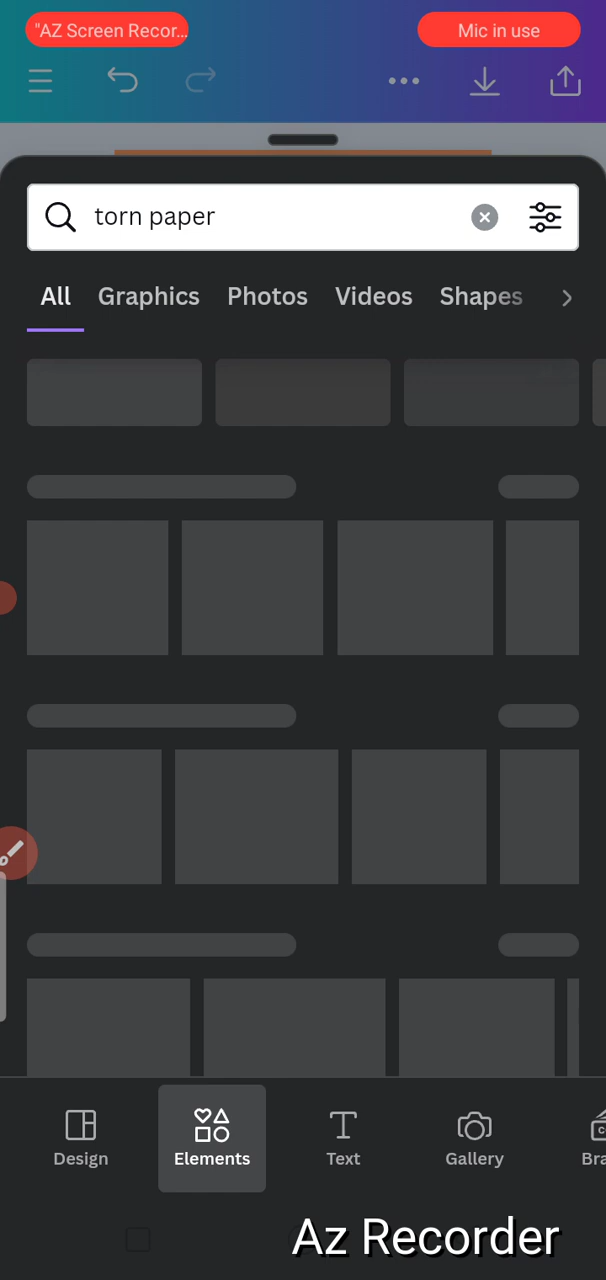 "AZ Screen Recor...
Mic in use
torn paper
All Graphics Photos Videos Shapes
Design Elements Text Gallery Bra
Az Recorder